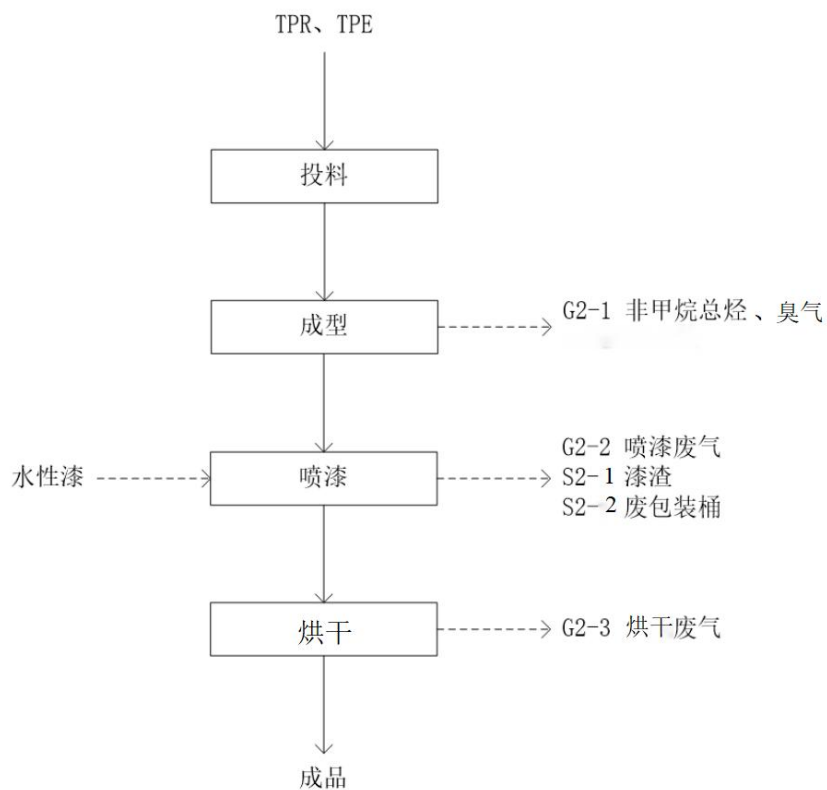 TPR、TPE
投料
成型
G2-1 非甲烷总烃、臭气
水性漆
喷漆
G2-2 喷漆废气
S2-1 漆渣
S2-2 废包装桶
烘干
G2-3 烘干废气
成品